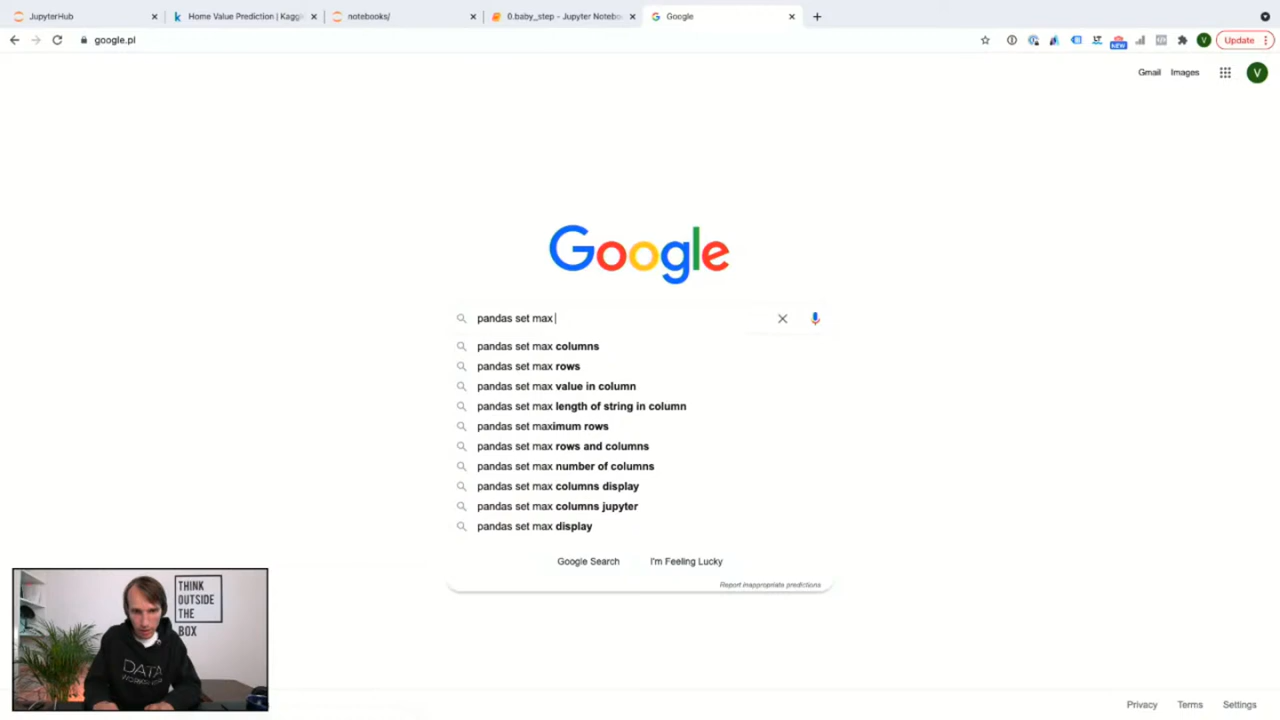 JupyterHub
Home Value Prediction | Kaggl
notebooks/
0.baby_step - Jupyter Notebo
Google
google.pl
NEW
V
Update
Gmail
Images
V
Google
pandas set max
pandas set max columns
pandas set max rows
pandas set max value in column
pandas set max length of string in column
pandas set maximum rows
pandas set max rows and columns
pandas set max number of columns
pandas set max columns display
pandas set max columns jupyter
pandas set max display
Google Search
I'm Feeling Lucky
Report inappropriate predictions
THINK
OUTSIDE
THE
BOX
DATA
Privacy
Terms
Settings